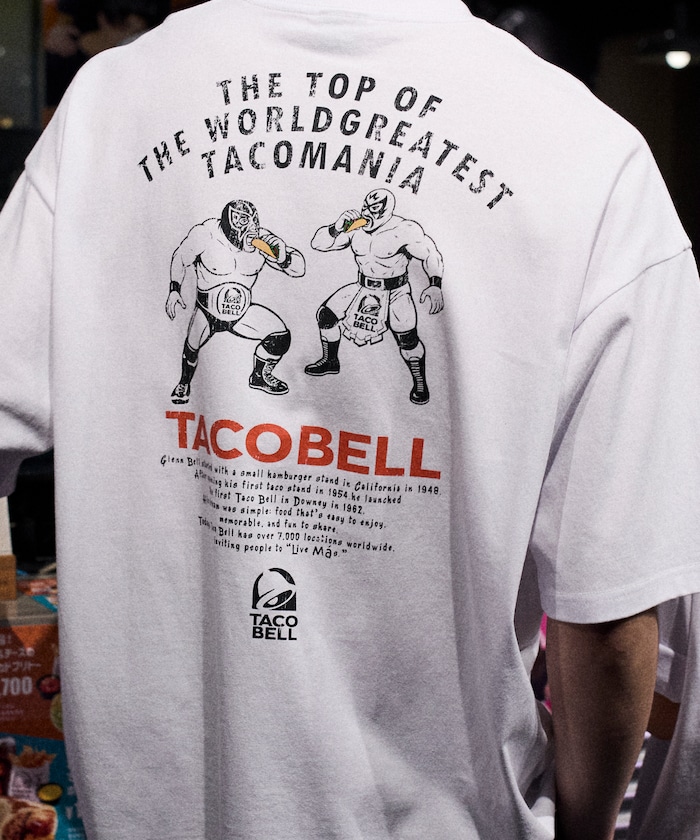 THE TOP OF
THE WORLDGREATEST
TACOMANIA
TACO
BELL
TACO
BELL
TACOBELL
Glenn Bell with a small hamburger stand in California in 1948.
his first taco stand in 1954 he launched
first Taco Bell in Downey in 1962.
was simple: food that's easy to enjoy,
memorable, and fun to share.
Bell has over 7,000 locations worldwide,
inviting people to "Live Más."
TACO
BELL
700